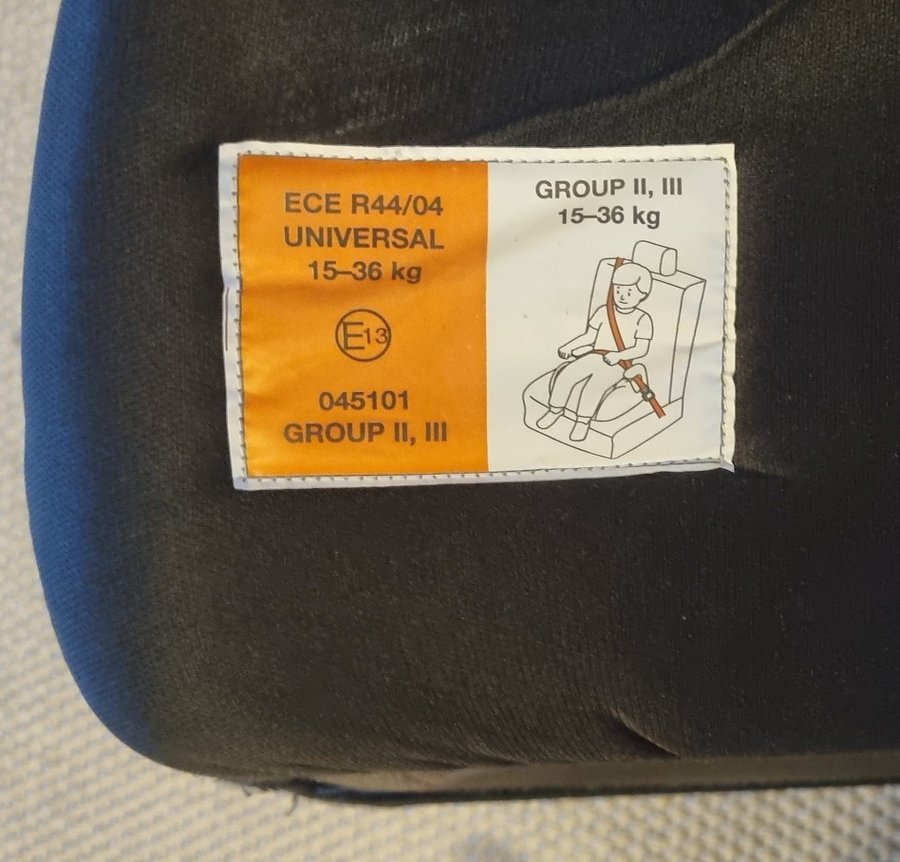 ECE R44/04
UNIVERSAL
15–36 kg
E13
045101
GROUP II, III
GROUP II, III
15–36 kg